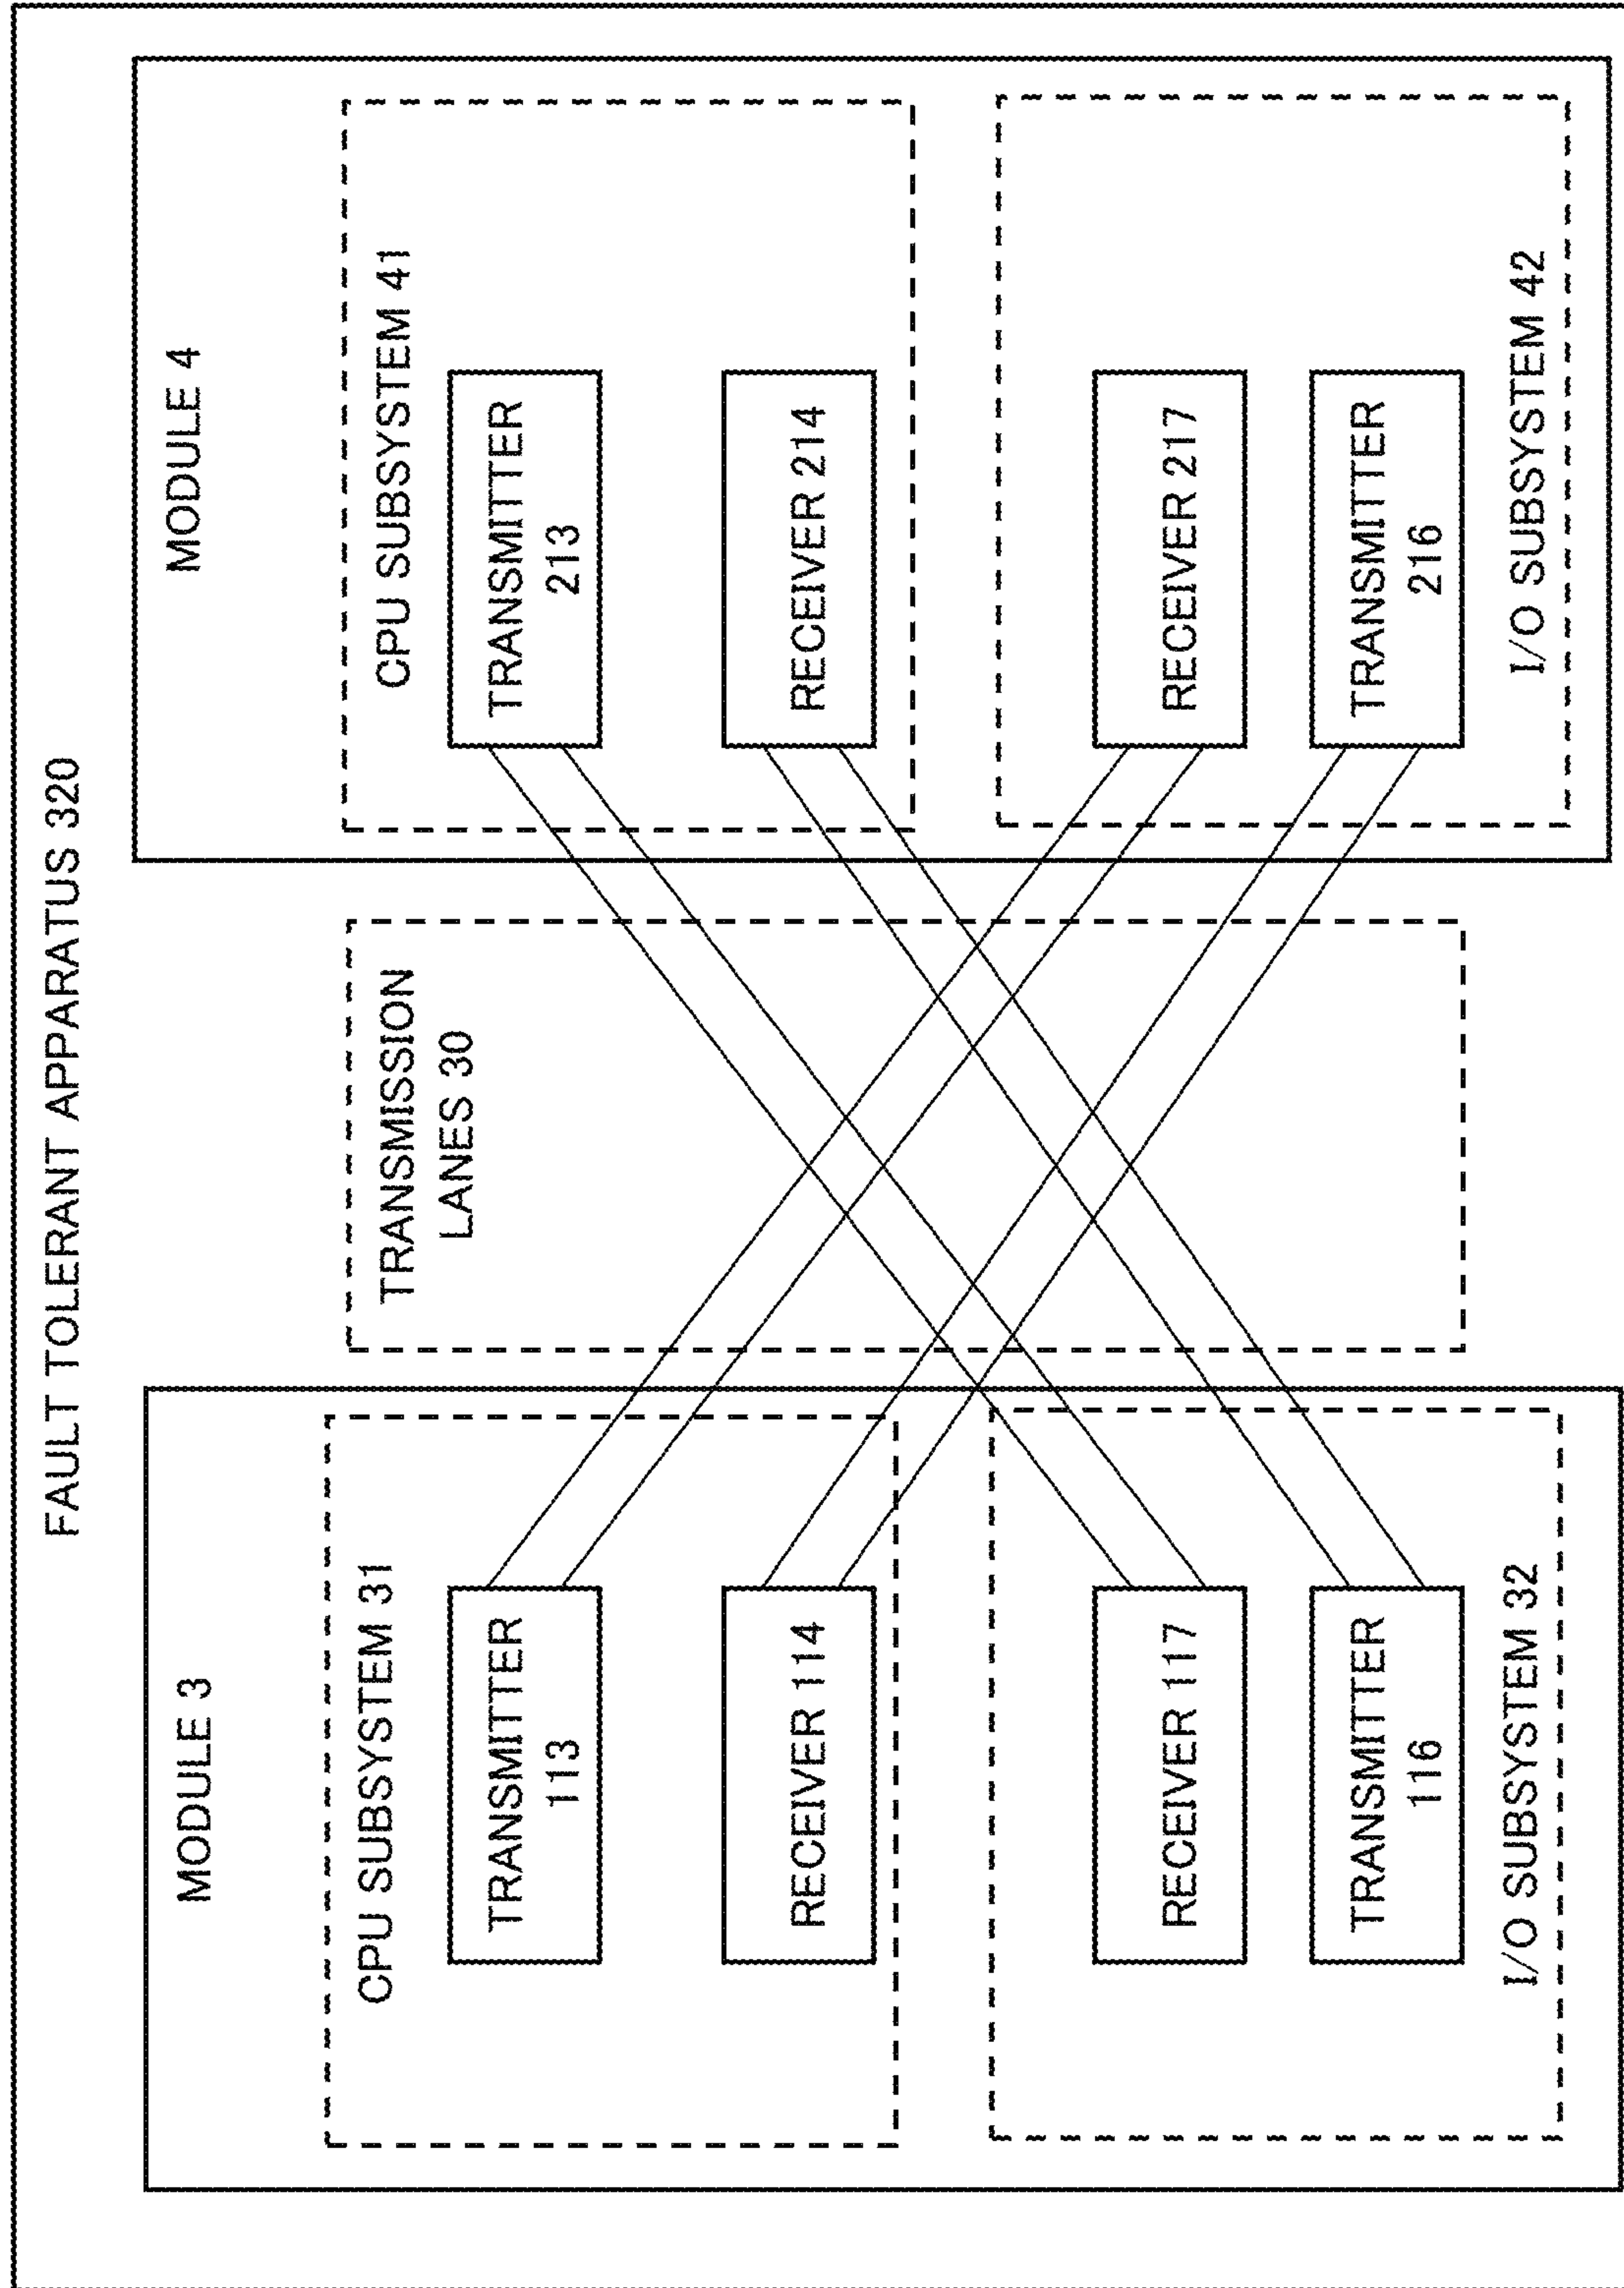 FAULT TOLERANT APPARATUS 320
MODULE 3
CPU SUBSYSTEM 31
TRANSMITTER
113
RECEIVER 114
RECEIVER 117
TRANSMITTER
116
I/O SUBSYSTEM 32
TRANSMISSION
LANES 30
MODULE 4
CPU SUBSYSTEM 41
TRANSMITTER
213
RECEIVER 214
RECEIVER 217
TRANSMITTER
216
I/O SUBSYSTEM 42